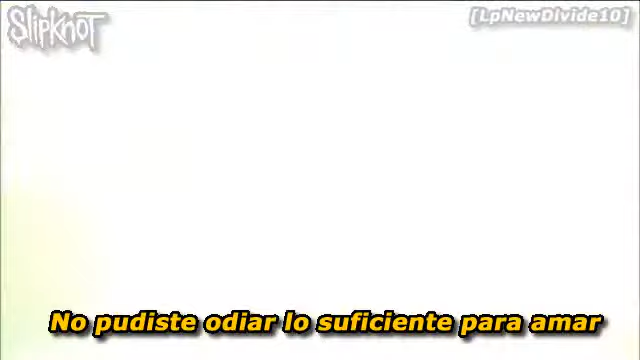 SlipKnoT
[LpNewDivide10]
No pudiste odiar lo suficiente para amar